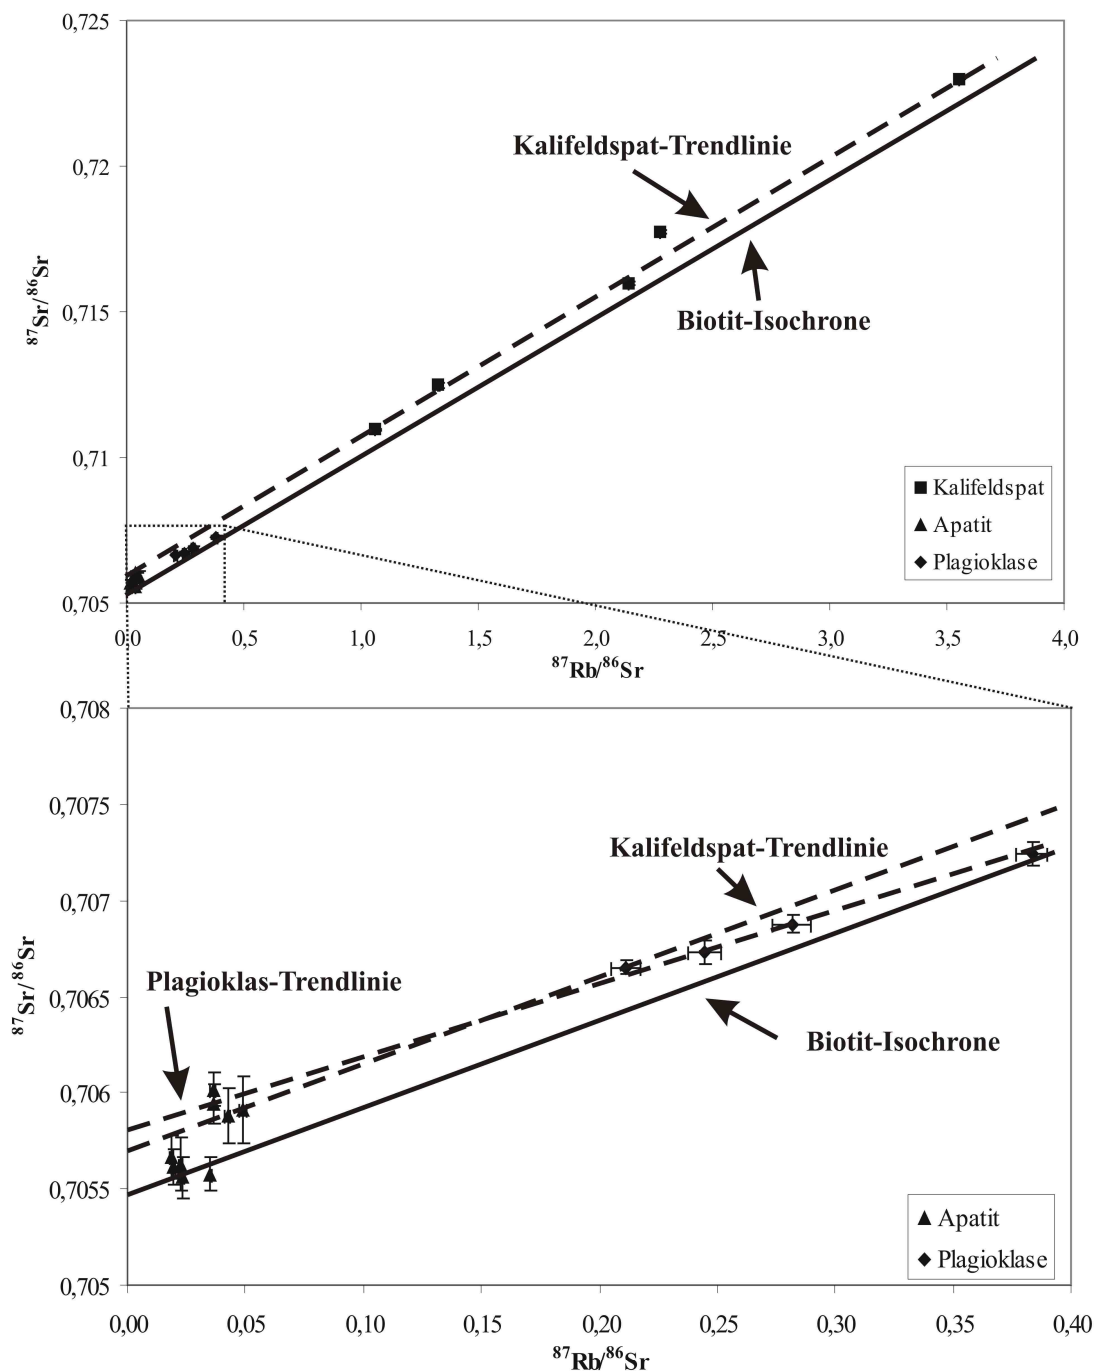 0,725
0,72
0,715
0,71
0,705
⁸⁷Sr/⁸⁶Sr
Kalifeldspat-Trendlinie
Biotit-Isochrone
Kalifeldspat
Apatit
Plagioklase
0,0 0,5 1,0 1,5 2,0 2,5 3,0 3,5 4,0
⁸⁷Rb/⁸⁶Sr
0,708
0,7075
0,707
0,7065
0,706
0,7055
0,705
⁸⁷Sr/⁸⁶Sr
Kalifeldspat-Trendlinie
Plagioklas-Trendlinie
Biotit-Isochrone
Apatit
Plagioklase
0,00 0,05 0,10 0,15 0,20 0,25 0,30 0,35 0,40
⁸⁷Rb/⁸⁶Sr